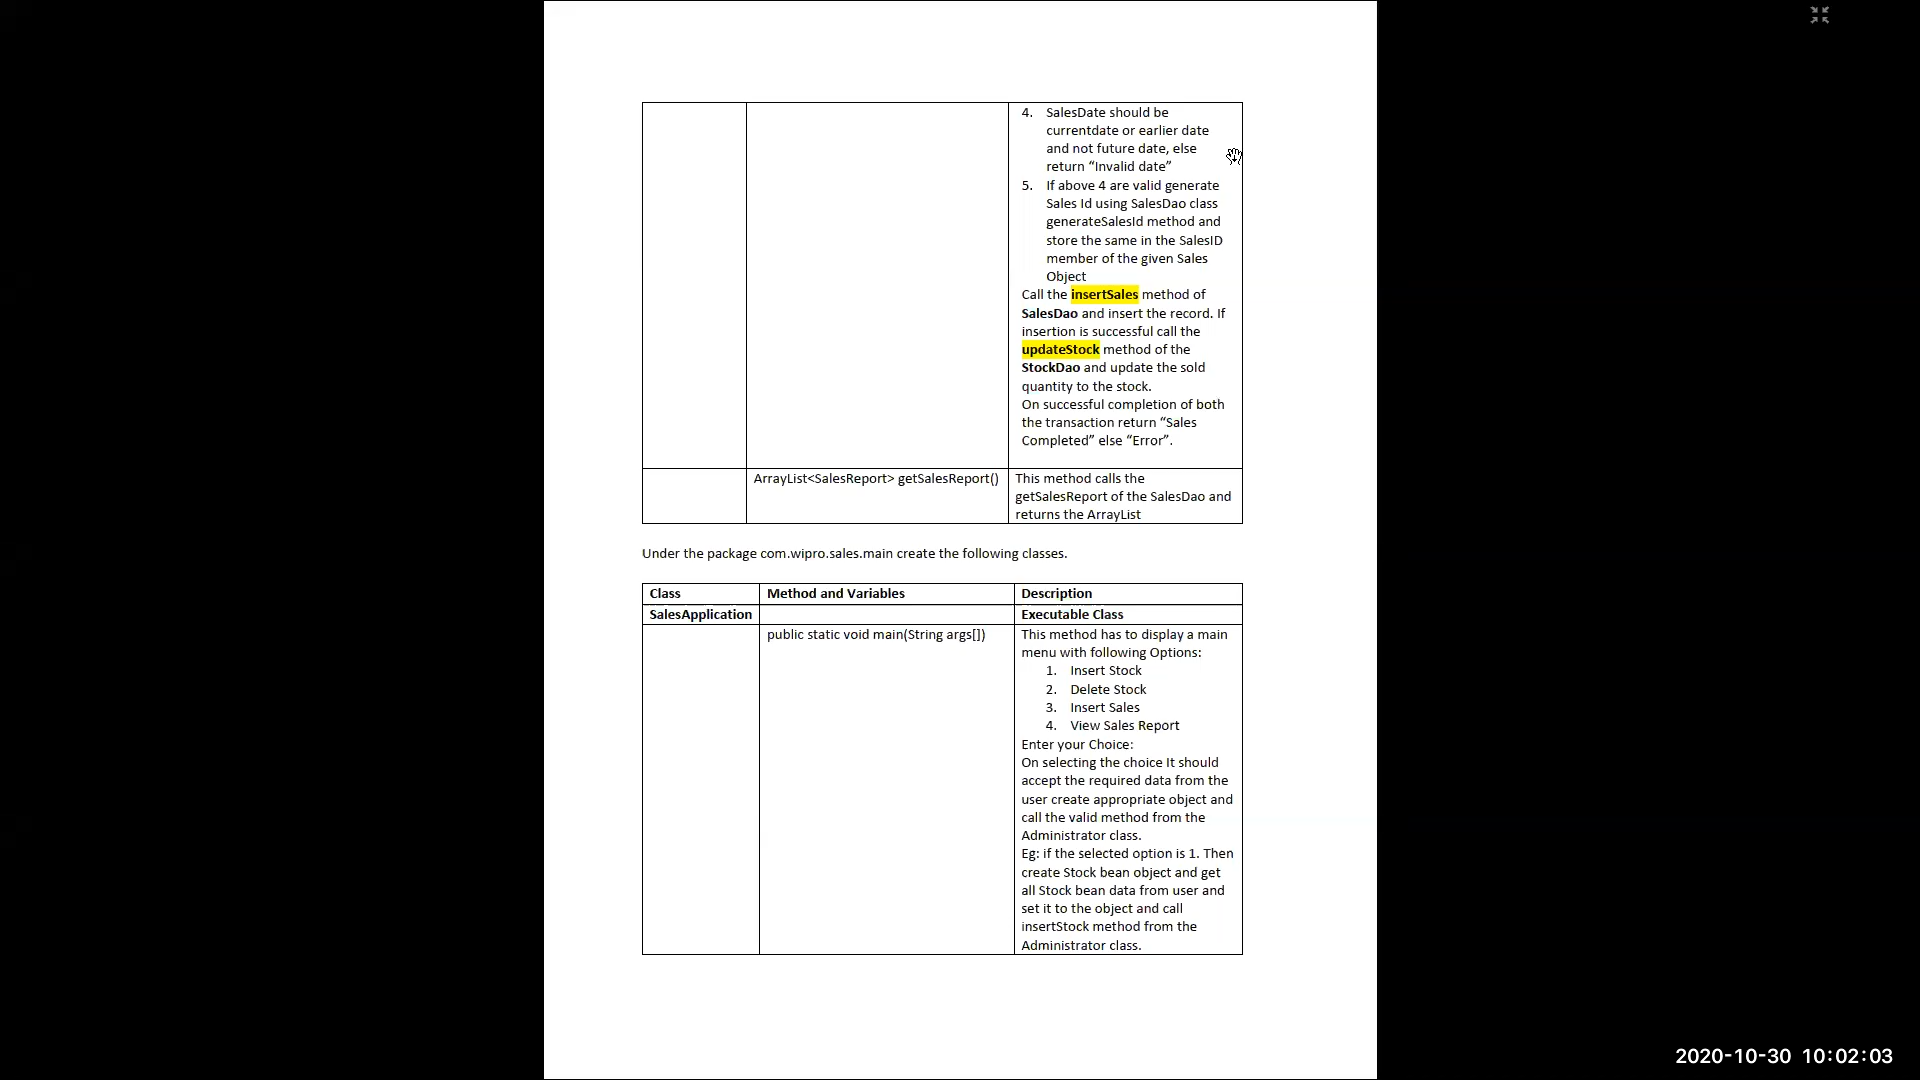 4. SalesDate should be
currentdate or earlier date
and not future date, else
return “Invalid date”
5. If above 4 are valid generate
Sales Id using SalesDao class
generateSalesId method and
store the same in the SalesID
member of the given Sales
Object
Call the insertSales method of
SalesDao and insert the record. If
insertion is successful call the
updateStock method of the
StockDao and update the sold
quantity to the stock.
On successful completion of both
the transaction return “Sales
Completed” else “Error”.
ArrayList<SalesReport> getSalesReport() This method calls the
getSalesReport of the SalesDao and
returns the ArrayList
Under the package com.wipro.sales.main create the following classes.
Class Method and Variables Description
SalesApplication Executable Class
public static void main(String args[]) This method has to display a main
menu with following Options:
1. Insert Stock
2. Delete Stock
3. Insert Sales
4. View Sales Report
Enter your Choice:
On selecting the choice It should
accept the required data from the
user create appropriate object and
call the valid method from the
Administrator class.
Eg: if the selected option is 1. Then
create Stock bean object and get
all Stock bean data from user and
set it to the object and call
insertStock method from the
Administrator class.
2020-10-30 10:02:03